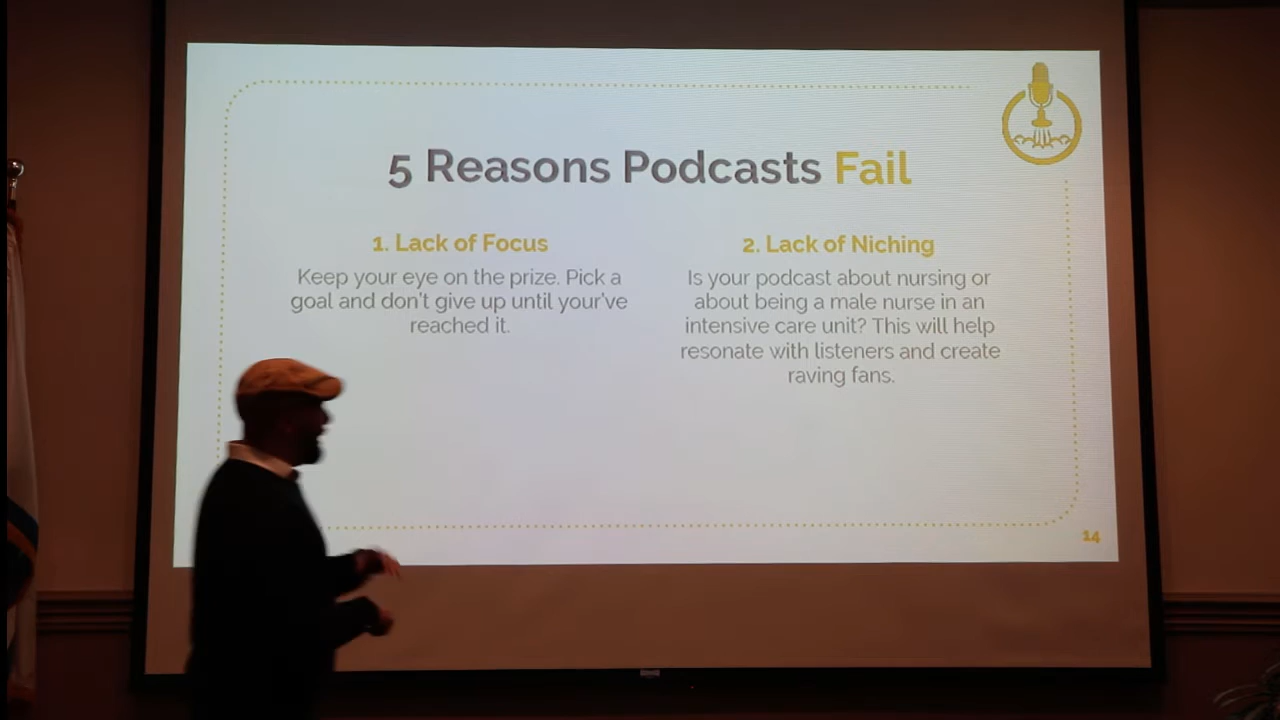 5 Reasons Podcasts Fail
1. Lack of Focus
Keep your eye on the prize. Pick a
goal and don't give up until your've
reached it.
2. Lack of Niching
Is your podcast about nursing or
about being a male nurse in an
intensive care unit? This will help
resonate with listeners and create
raving fans.
14